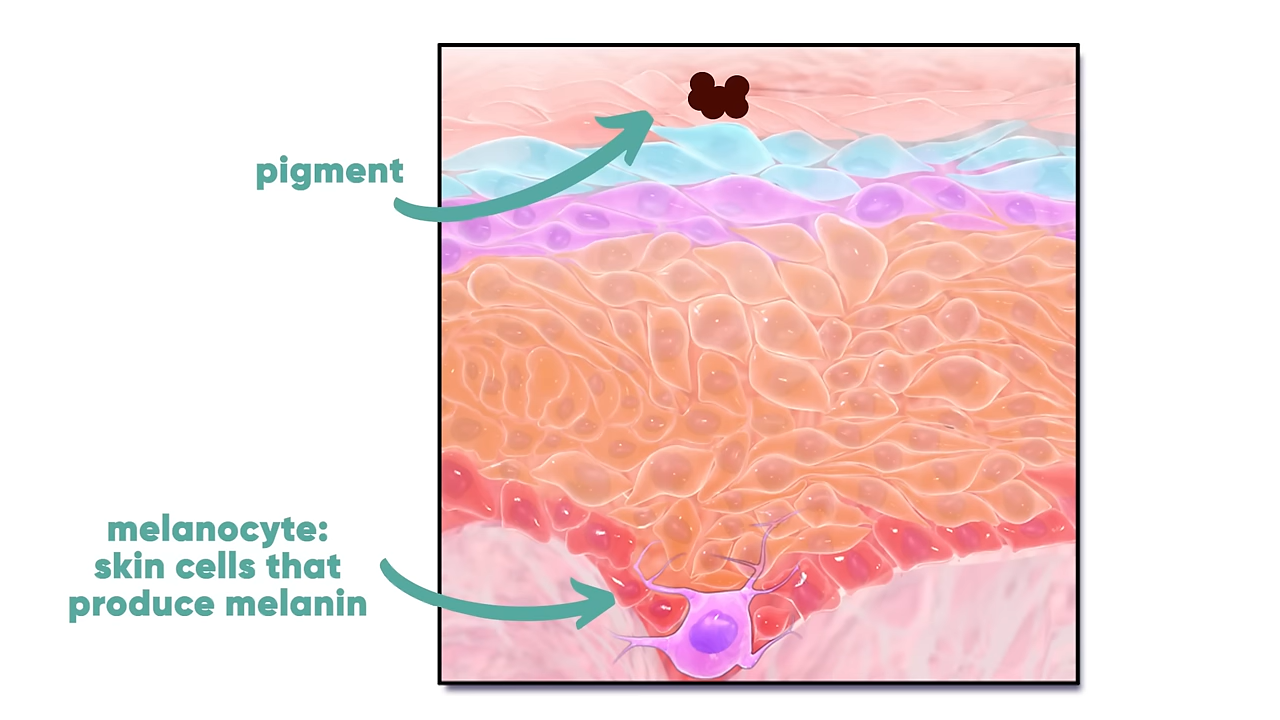 pigment
melanocyte:
skin cells that
produce melanin